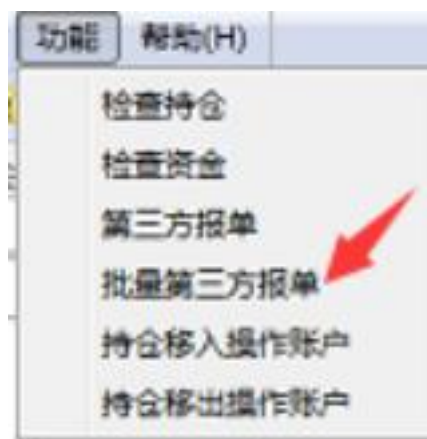 功能 帮助(H)
检查持仓
检查资金
第三方报单
批量第三方报单
持仓移入操作账户
持仓移出操作账户